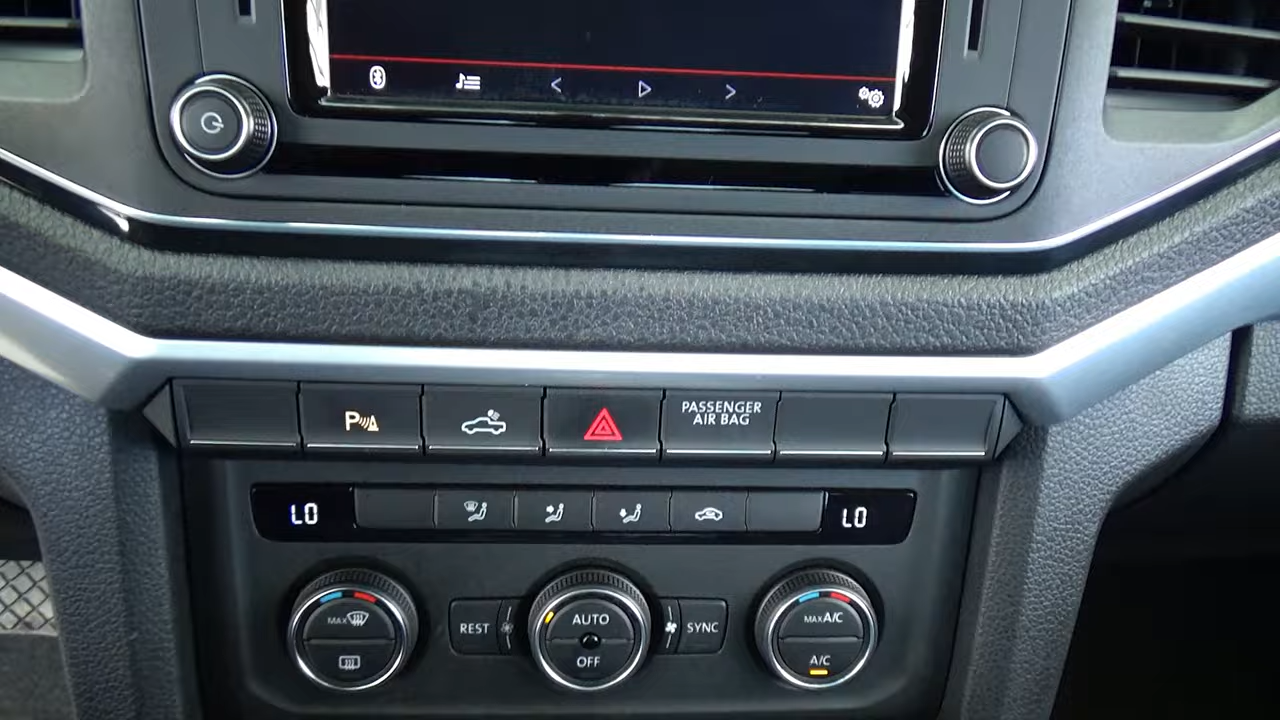 P
PASSENGER
AIR BAG
LO
LO
MAX
REST
AUTO
OFF
SYNC
MAX A/C
A/C